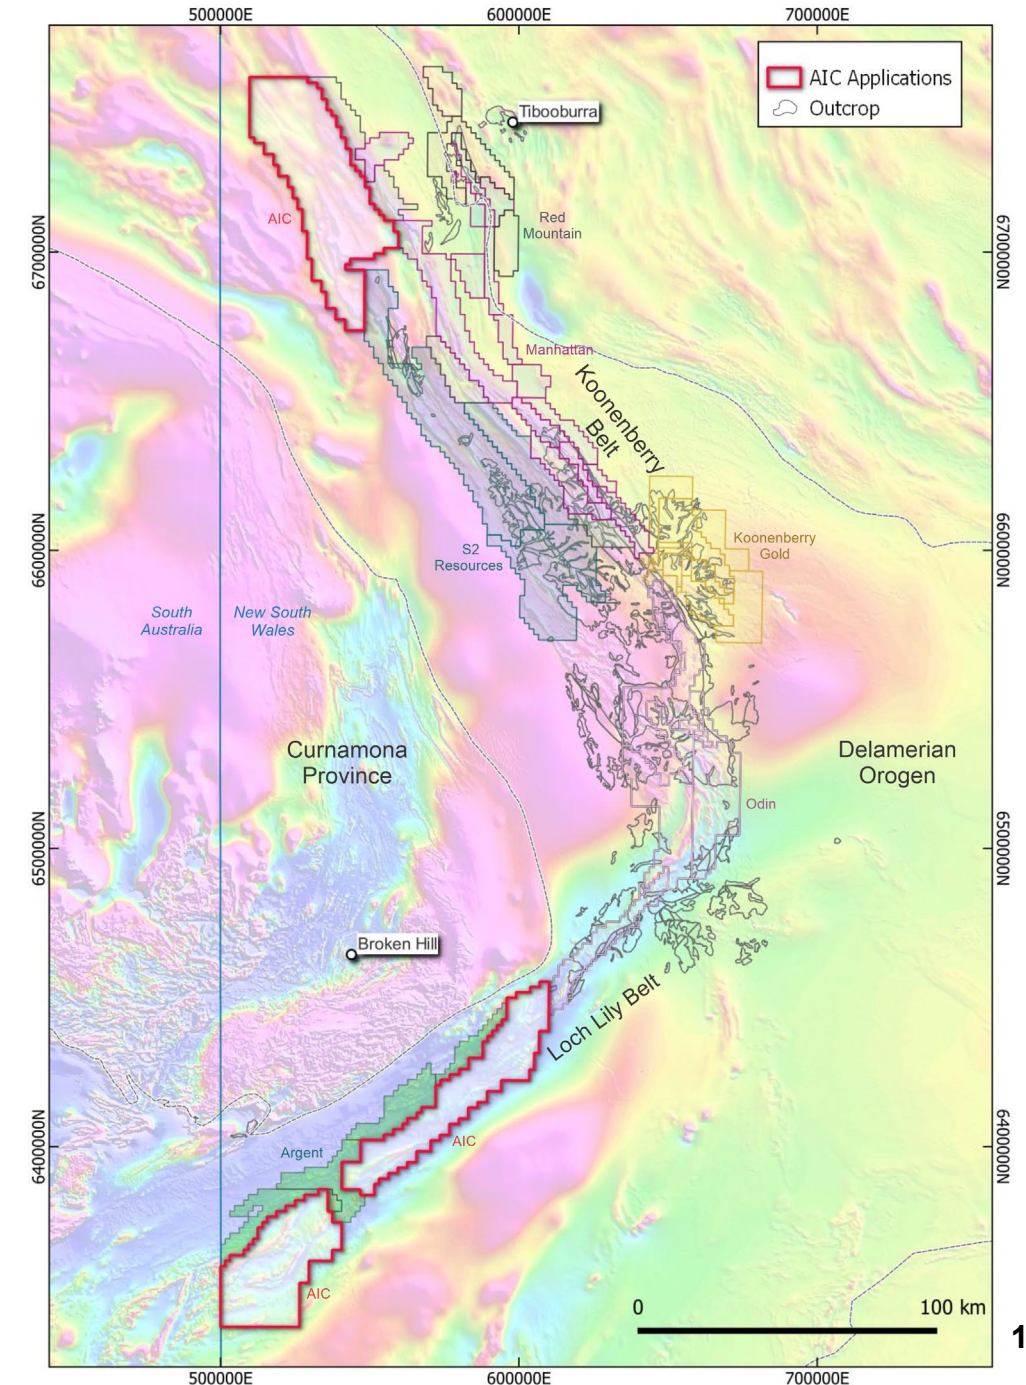 500000E
600000E
700000E
AIC Applications
Outcrop
Tibooburra
AIC
Red
Mountain
6700000N
6700000N
Manhattan
Koonenberry
Belt
Koonenberry
Gold
6600000N
6600000N
S2
Resources
South
Australia
New South
Wales
Curnamona
Province
Delamerian
Orogen
Odin
6500000N
6500000N
Broken Hill
Loch Lily Belt
Argent
AIC
6400000N
6400000N
AIC
0
100 km
1
500000E
600000E
700000E